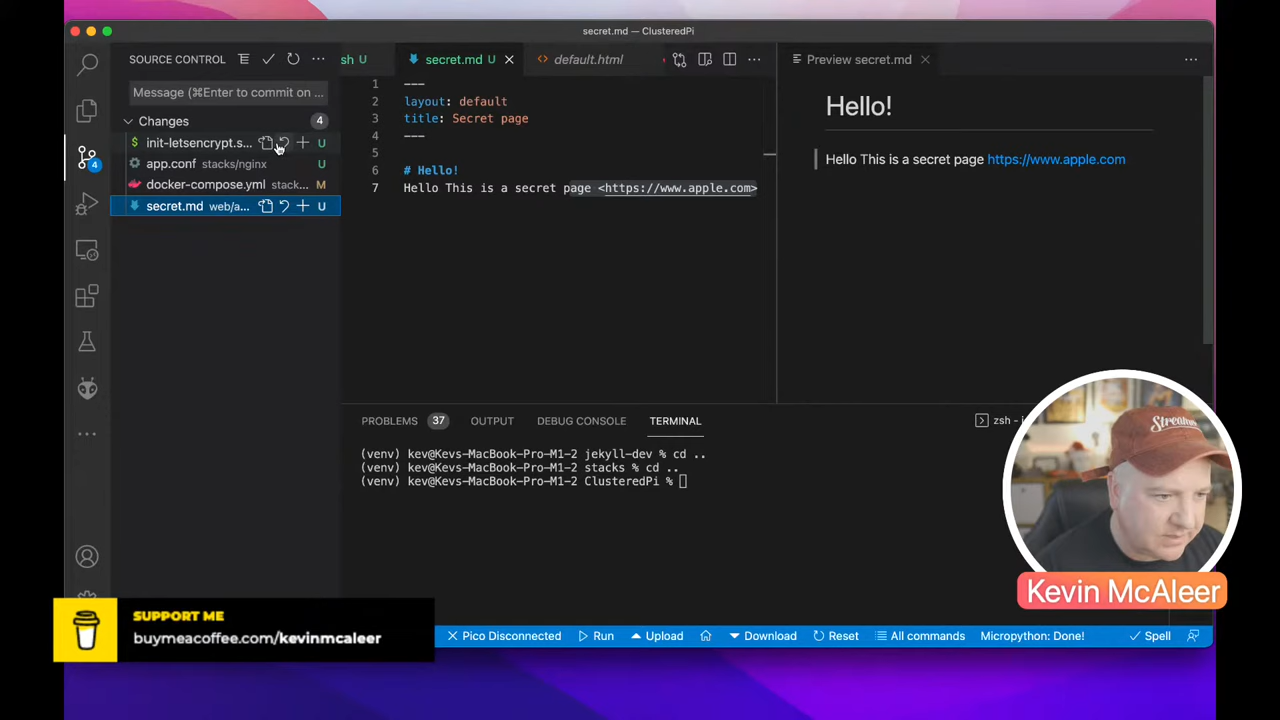 secret.md — ClusteredPi
SOURCE CONTROL
Message (⌘Enter to commit on ...
Changes 4
init-letsencrypt.s... U
app.conf stacks/nginx U
docker-compose.yml stack... M
secret.md web/a... U
4
sh U
secret.md U
default.html
1 ---
2 layout: default
3 title: Secret page
4 ---
5
6 # Hello!
7 Hello This is a secret page <https://www.apple.com>
Preview secret.md
Hello!
Hello This is a secret page https://www.apple.com
PROBLEMS 37 OUTPUT DEBUG CONSOLE TERMINAL
zsh -
(venv) kev@Kevs-MacBook-Pro-M1-2 jekyll-dev % cd ..
(venv) kev@Kevs-MacBook-Pro-M1-2 stacks % cd ..
(venv) kev@Kevs-MacBook-Pro-M1-2 ClusteredPi %
Streams
Kevin McAleer
SUPPORT ME
buymeacoffee.com/kevinmcaleer
Pico Disconnected Run Upload Download Reset All commands Micropython: Done! Spell